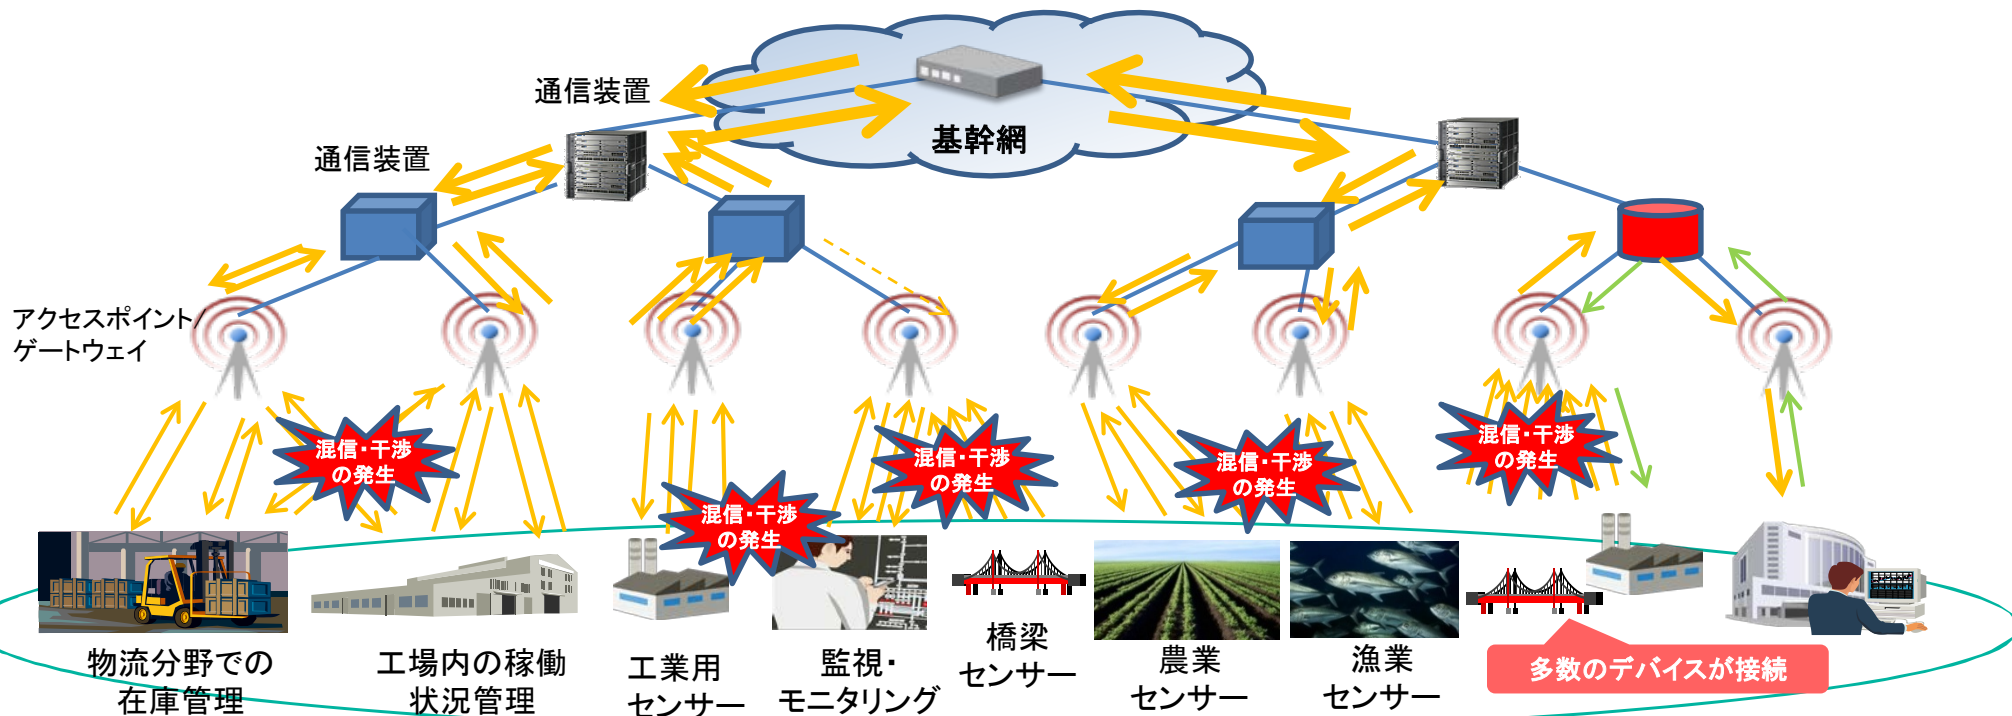 通信装置
基幹網
通信装置
アクセスポイント/
ゲートウェイ
混信・干渉
の発生
混信・干渉
の発生
混信・干渉
の発生
混信・干渉
の発生
混信・干渉
の発生
物流分野での
在庫管理
工場内の稼働
状況管理
工業用
センサー
監視・
モニタリング
橋梁
センサー
農業
センサー
漁業
センサー
多数のデバイスが接続